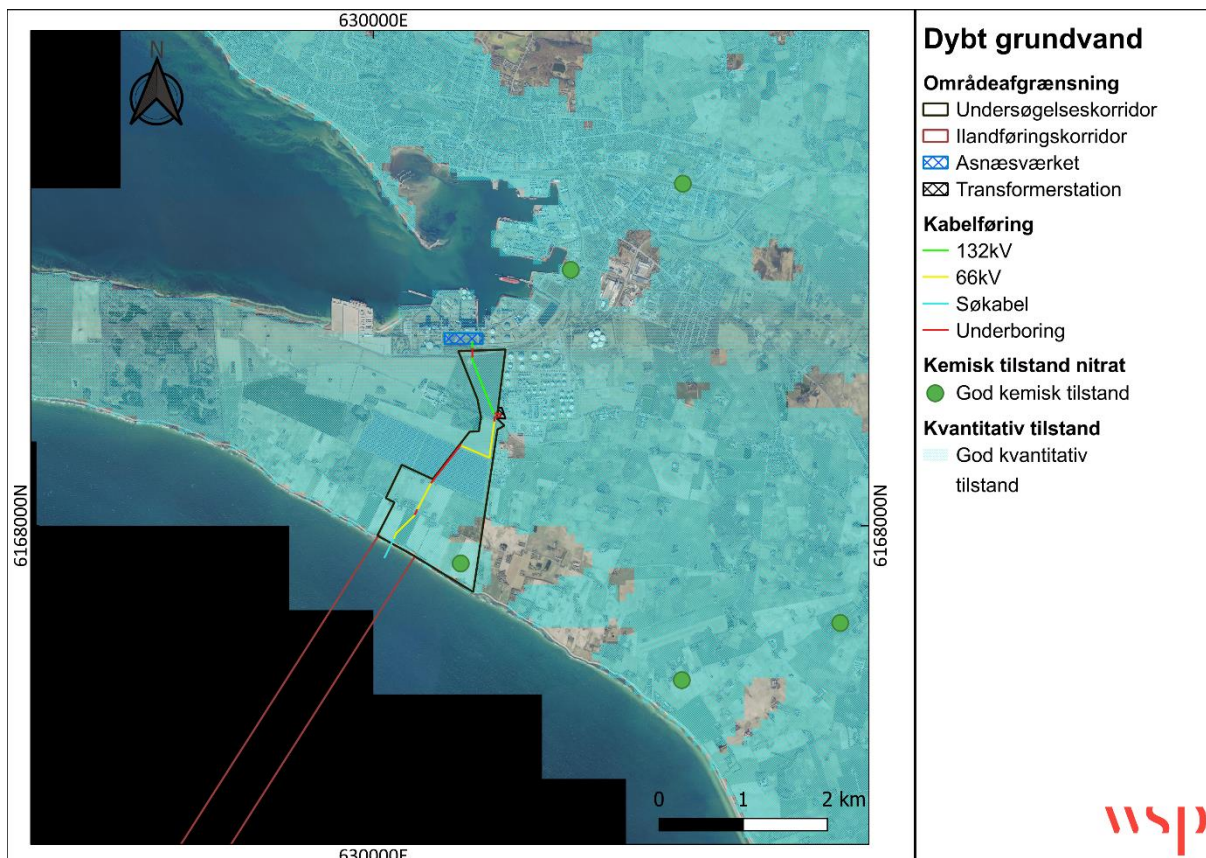 630000E
N
6168000N
6168000N
0 1 2 km
630000E
Dybt grundvand
Områdeafgrænsning
Undersøgelseskorridor
Ilandføringskorridor
Asnæsværket
Transformerstation
Kabelføring
132kV
66kV
Søkabel
Underboring
Kemisk tilstand nitrat
God kemisk tilstand
Kvantitativ tilstand
God kvantitativ
tilstand
wsp